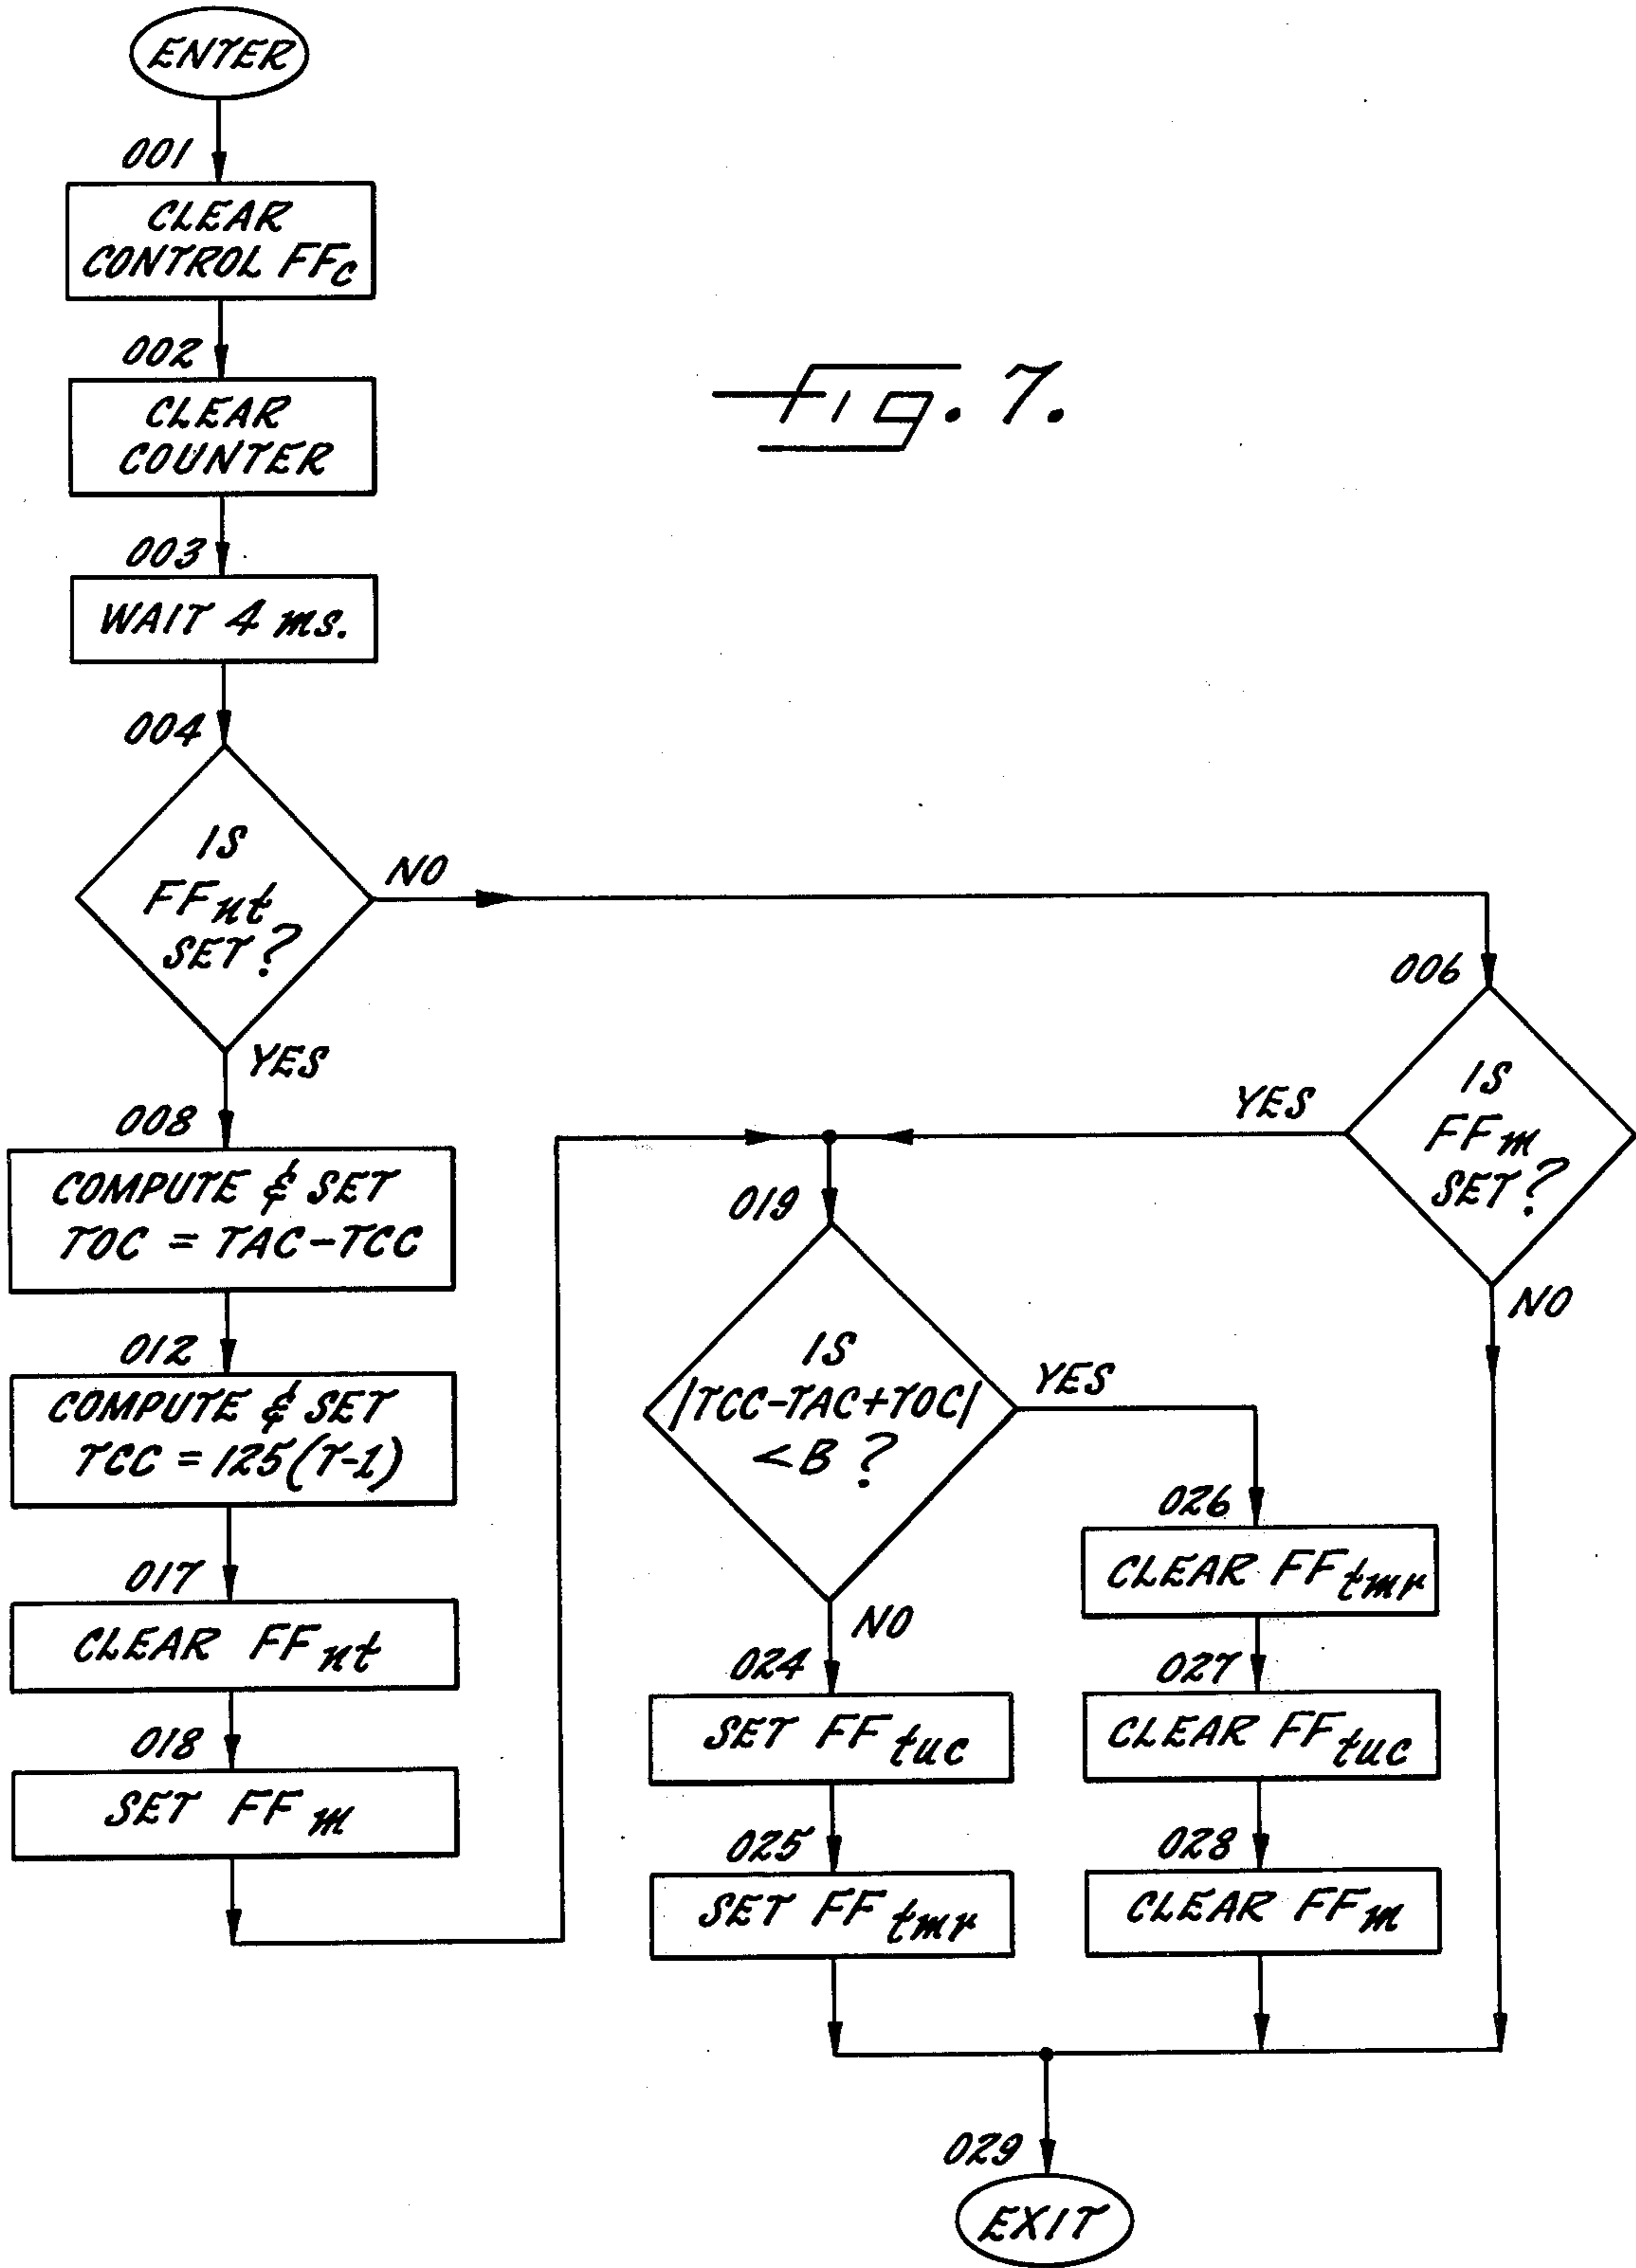 ENTER
001
CLEAR
CONTROL FFc
002
CLEAR
COUNTER
Fig. 7.
003
WAIT 4 ms.
004
IS
FFnt
SET?
NO
YES
006
IS
FFm
SET?
YES
NO
008
COMPUTE & SET
TOC = TAC-TCC
012
COMPUTE & SET
TCC = 125(T-1)
017
CLEAR FFnt
018
SET FFm
019
IS
|TCC-TAC+TOC|
<B ?
YES
NO
024
SET FFtuc
025
SET FFtmr
026
CLEAR FFtmr
027
CLEAR FFtuc
028
CLEAR FFm
029
EXIT